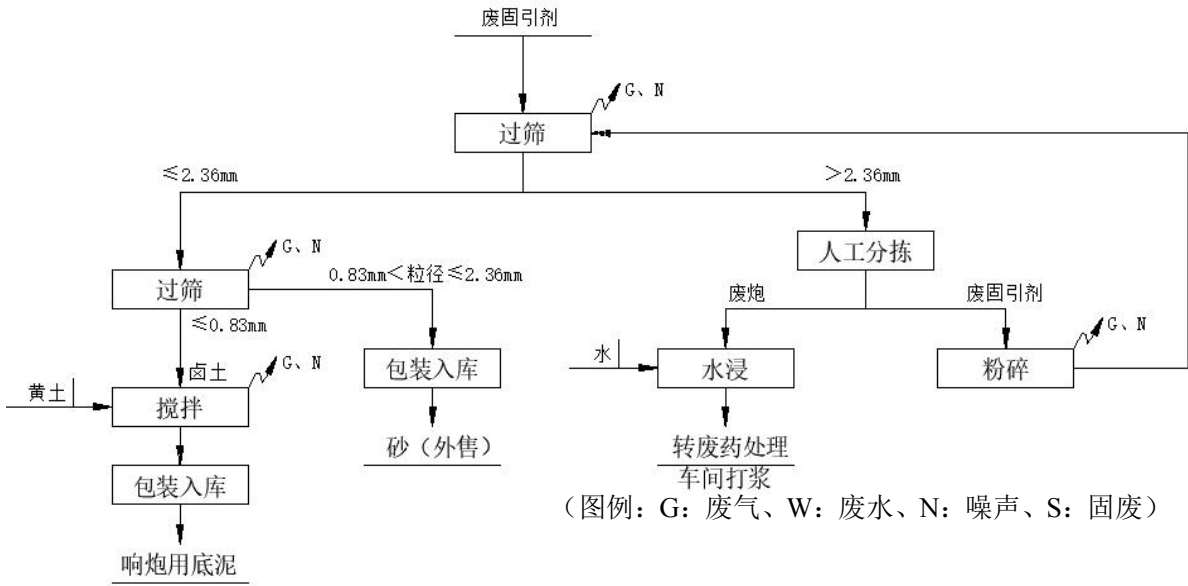 废固引剂
G、N
过筛
≤2.36mm
>2.36mm
G、N
人工分拣
过筛
0.83mm<粒径≤2.36mm
废炮
废固引剂
≤0.83mm
G、N
G、N
水
卤土
包装入库
水浸
粉碎
黄土
搅拌
砂（外售）
转废药处理
车间打浆
包装入库
（图例：G：废气、W：废水、N：噪声、S：固废）
响炮用底泥